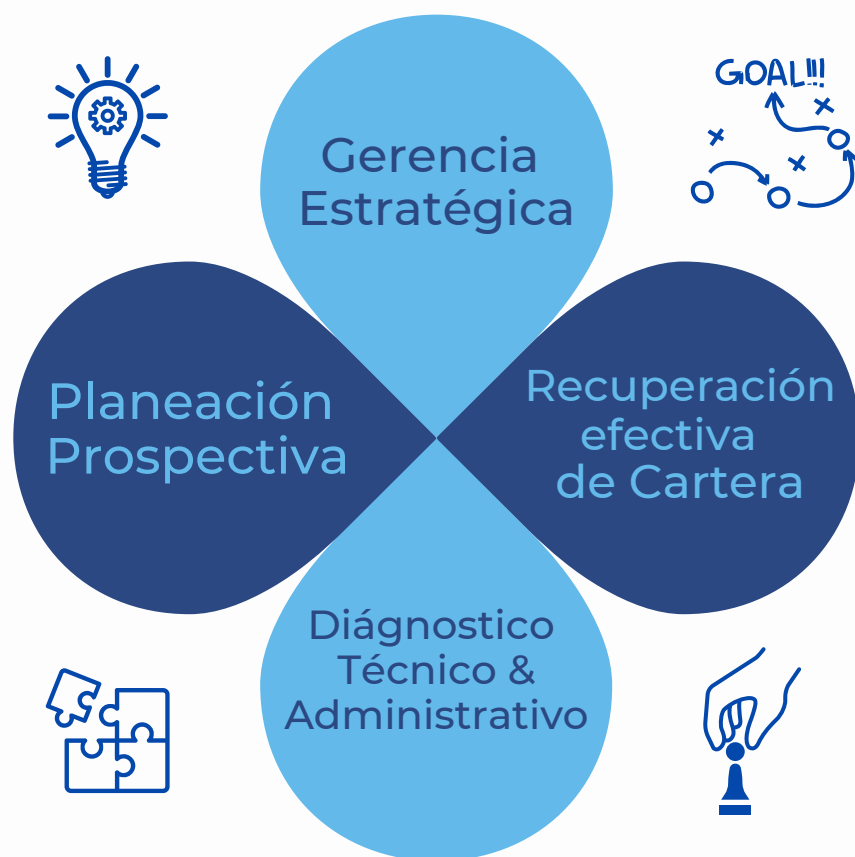 GOAL!!!
Gerencia
Estratégica
Planeación
Prospectiva
Recuperación
efectiva
de Cartera
Diágnostico
Técnico &
Administrativo